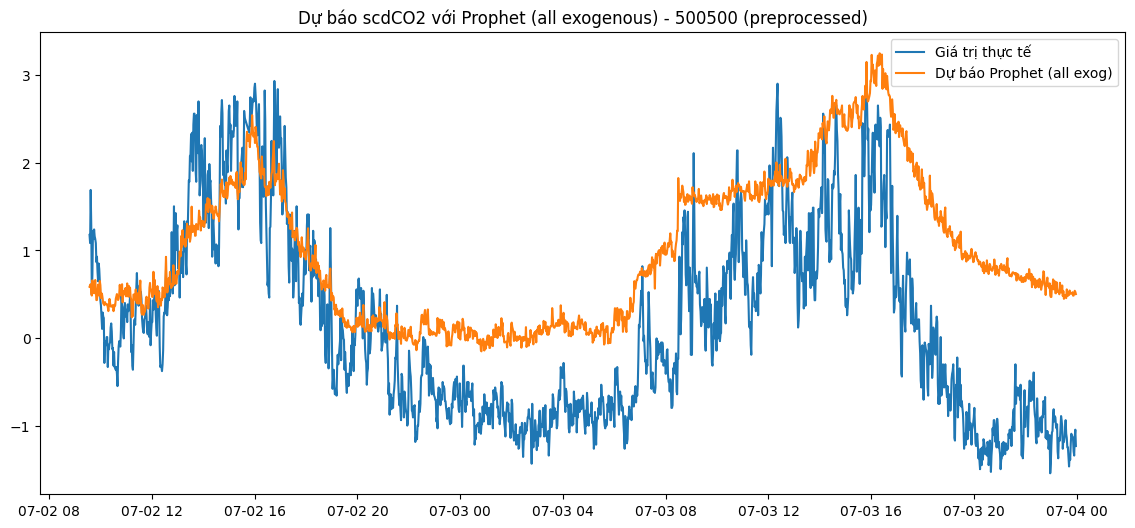 Dự báo scdCO2 với Prophet (all exogenous) - 500500 (preprocessed)
Giá trị thực tế
Dự báo Prophet (all exog)
3
2
1
0
−1
07-02 08 07-02 12 07-02 16 07-02 20 07-03 00 07-03 04 07-03 08 07-03 12 07-03 16 07-03 20 07-04 00